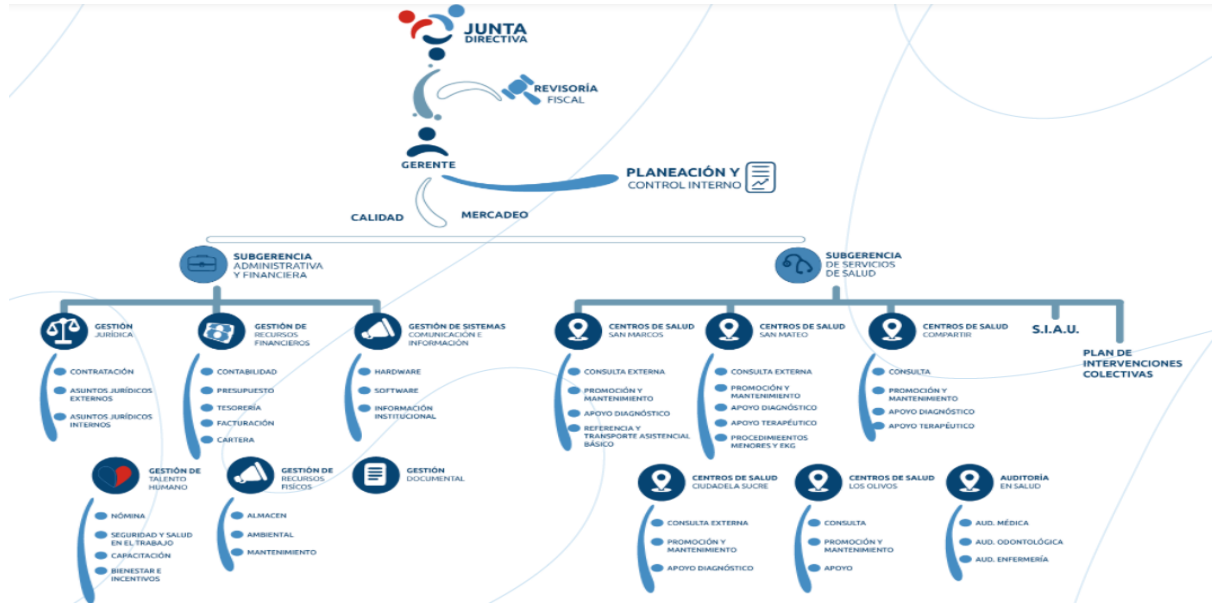 JUNTA
DIRECTIVA
REVISORÍA
FISCAL
GERENTE
PLANEACIÓN Y
CONTROL INTERNO
CALIDAD
MERCADEO
SUBGERENCIA
ADMINISTRATIVA
Y FINANCIERA
SUBGERENCIA
DE SERVICIOS
DE SALUD
GESTIÓN
JURÍDICA
CONTRATACIÓN
ASUNTOS JURÍDICOS
EXTERNOS
ASUNTOS JURÍDICOS
INTERNOS
GESTIÓN DE
RECURSOS
FINANCIEROS
CONTABILIDAD
PRESUPUESTO
TESORERÍA
FACTURACIÓN
CARTERA
GESTIÓN DE SISTEMAS
COMUNICACIÓN E
INFORMACIÓN
HARDWARE
SOFTWARE
INFORMACIÓN
INSTITUCIONAL
CENTROS DE SALUD
SAN MARCOS
CONSULTA EXTERNA
PROMOCIÓN Y
MANTENIMIENTO
APOYO DIAGNÓSTICO
REFERENCIA Y
TRANSPORTE ASISTENCIAL
BÁSICO
CENTROS DE SALUD
SAN MATEO
CONSULTA EXTERNA
PROMOCIÓN Y
MANTENIMIENTO
APOYO DIAGNÓSTICO
APOYO TERAPÉUTICO
PROCEDIMIEENTOS
MENORES Y EKG
CENTROS DE SALUD
COMPARTIR
CONSULTA
PROMOCIÓN Y
MANTENIMIENTO
APOYO DIAGNÓSTICO
APOYO TERAPÉUTICO
S.I.A.U.
PLAN DE
INTERVENCIONES
COLECTIVAS
GESTIÓN DE
TALENTO
HUMANO
NÓMINA
SEGURIDAD Y SALUD
EN EL TRABAJO
CAPACITACIÓN
BIENESTAR E
INCENTIVOS
GESTIÓN DE
RECURSOS
FISÍCOS
ALMACEN
AMBIENTAL
MANTENIMIENTO
GESTIÓN
DOCUMENTAL
CENTROS DE SALUD
CIUDADELA SUCRE
CONSULTA EXTERNA
PROMOCIÓN Y
MANTENIMIENTO
APOYO DIAGNÓSTICO
CENTROS DE SALUD
LOS OLIVOS
CONSULTA
PROMOCIÓN Y
MANTENIMIENTO
APOYO
AUDITORÍA
EN SALUD
AUD. MÉDICA
AUD. ODONTOLÓGICA
AUD. ENFERMERÍA